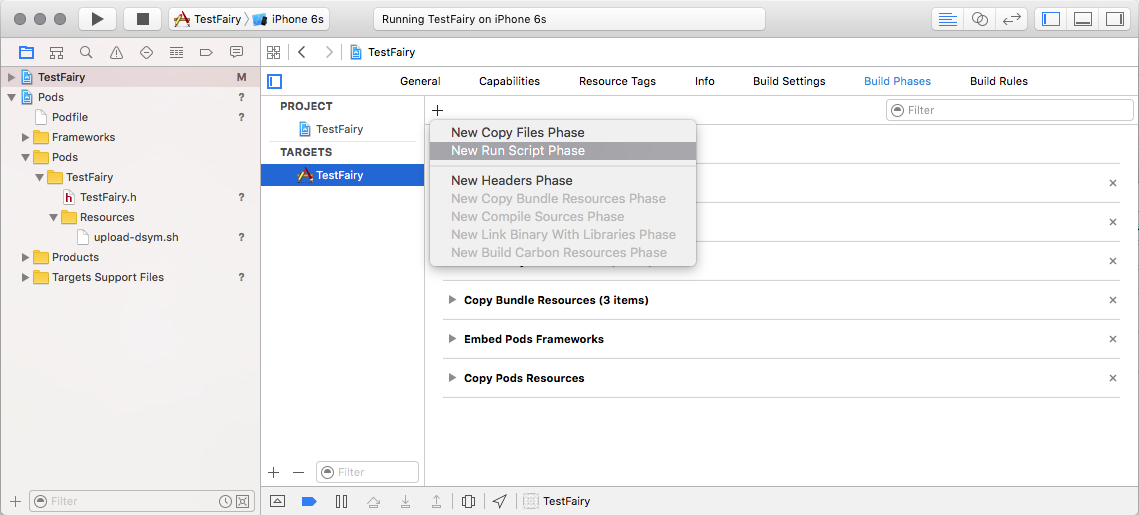 TestFairy
iPhone 6s
Running TestFairy on iPhone 6s
TestFairy
TestFairy M
Pods ?
Podfile ?
Frameworks
Pods
TestFairy
TestFairy.h ?
Resources
upload-dsym.sh ?
Products
Targets Support Files ?
Filter
General
Capabilities
Resource Tags
Info
Build Settings
Build Phases
Build Rules
PROJECT
TestFairy
TARGETS
TestFairy
Filter
Filter
New Copy Files Phase
New Run Script Phase
New Headers Phase
New Copy Bundle Resources Phase
New Compile Sources Phase
New Link Binary With Libraries Phase
New Build Carbon Resources Phase
Copy Bundle Resources (3 items)
Embed Pods Frameworks
Copy Pods Resources
TestFairy